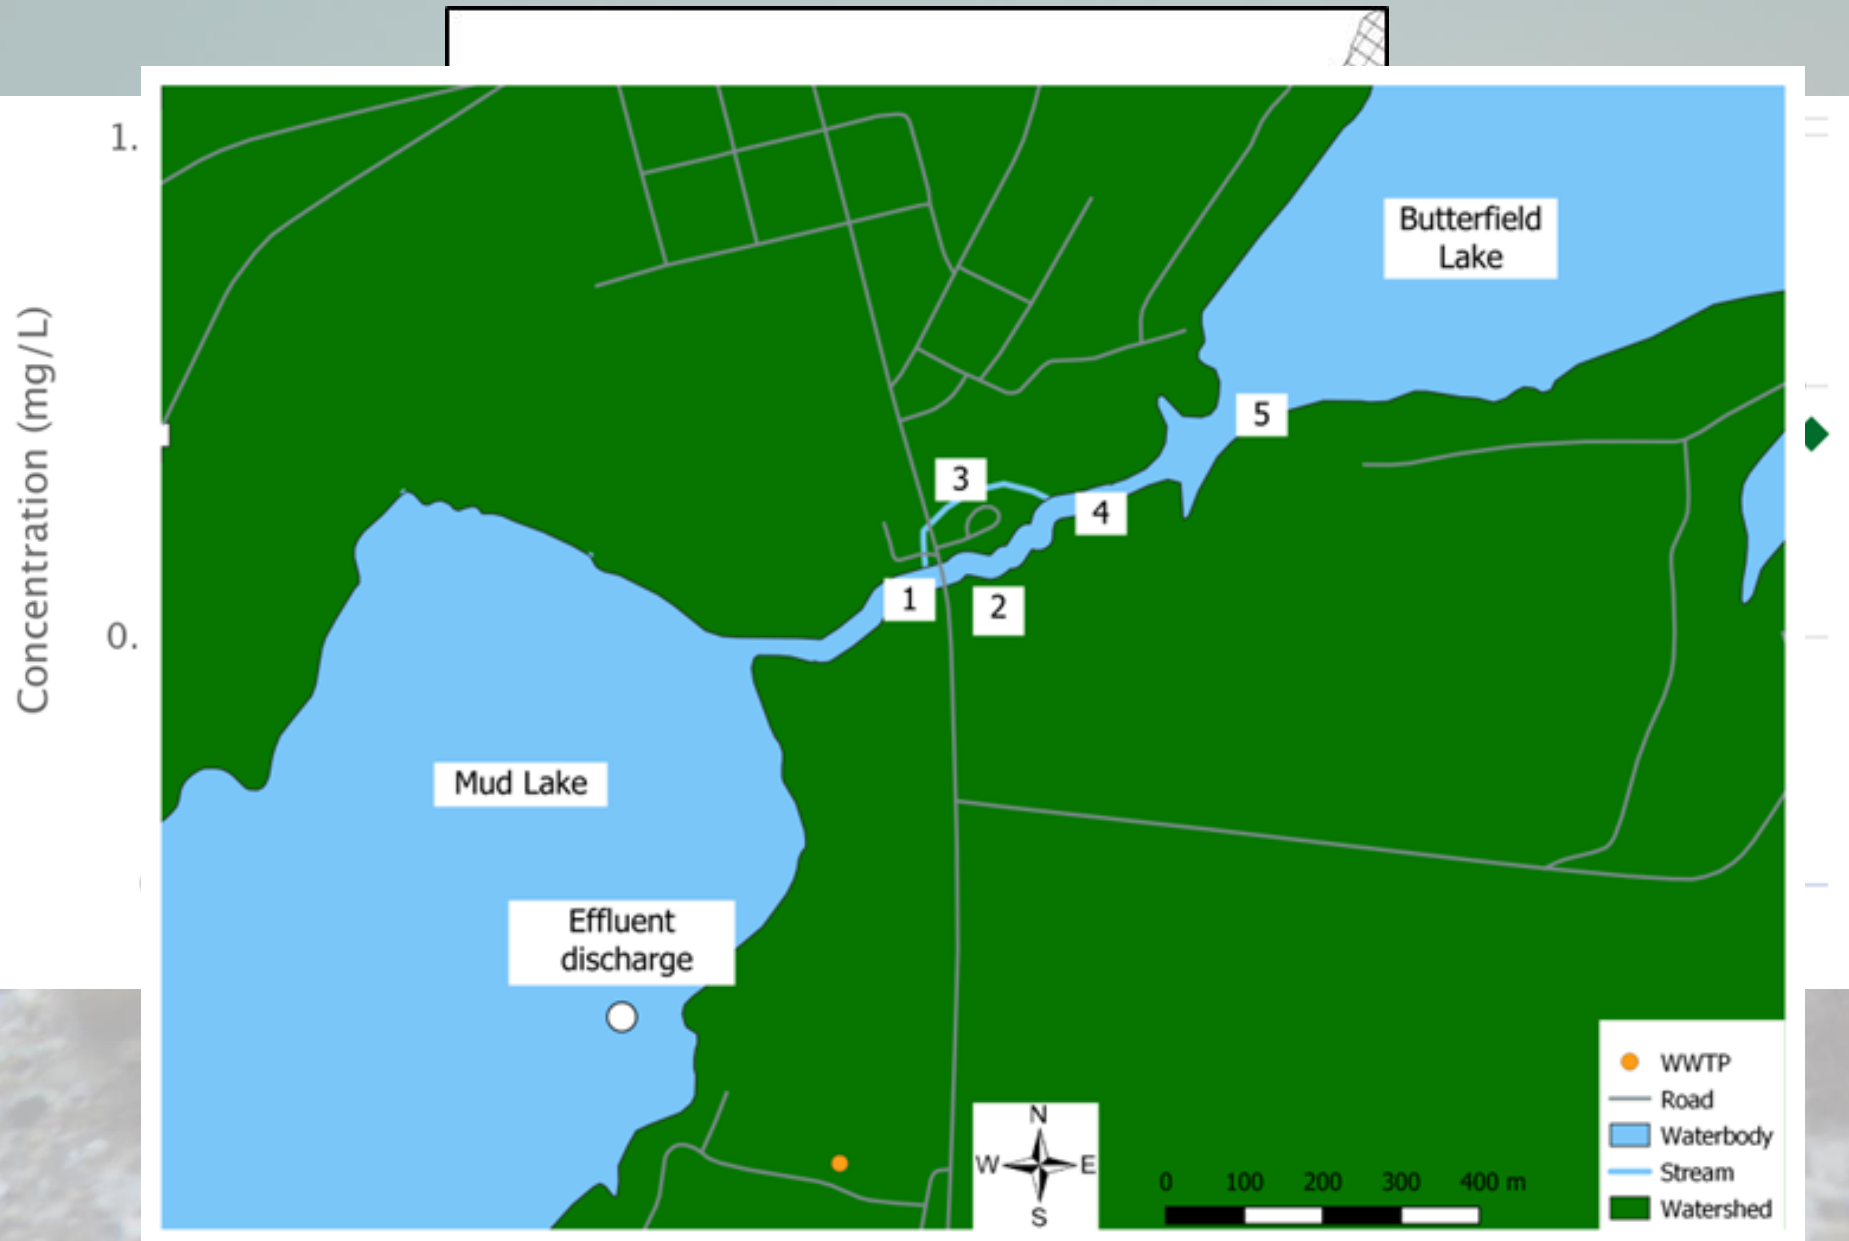 1.
Concentration (mg/L)
0.
Butterfield
Lake
5
3
4
1
2
Mud Lake
Effluent
discharge
N
W E
S
0 100 200 300 400 m
WWTP
Road
Waterbody
Stream
Watershed